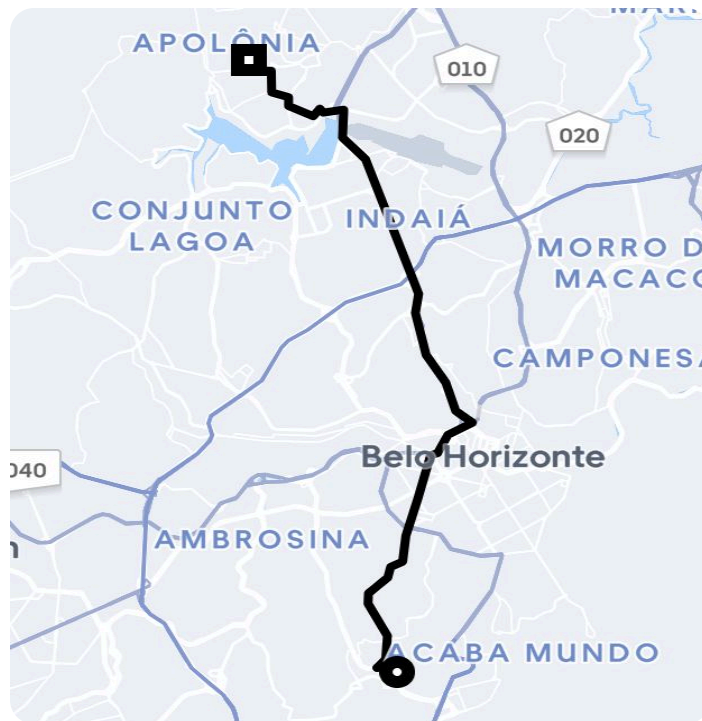 APOLÔNIA
010
020
CONJUNTO
LAGOA
INDAIÁ
MORRO D
MACACO
CAMPONESA
Belo Horizonte
040
AMBROSINA
ACABA MUNDO